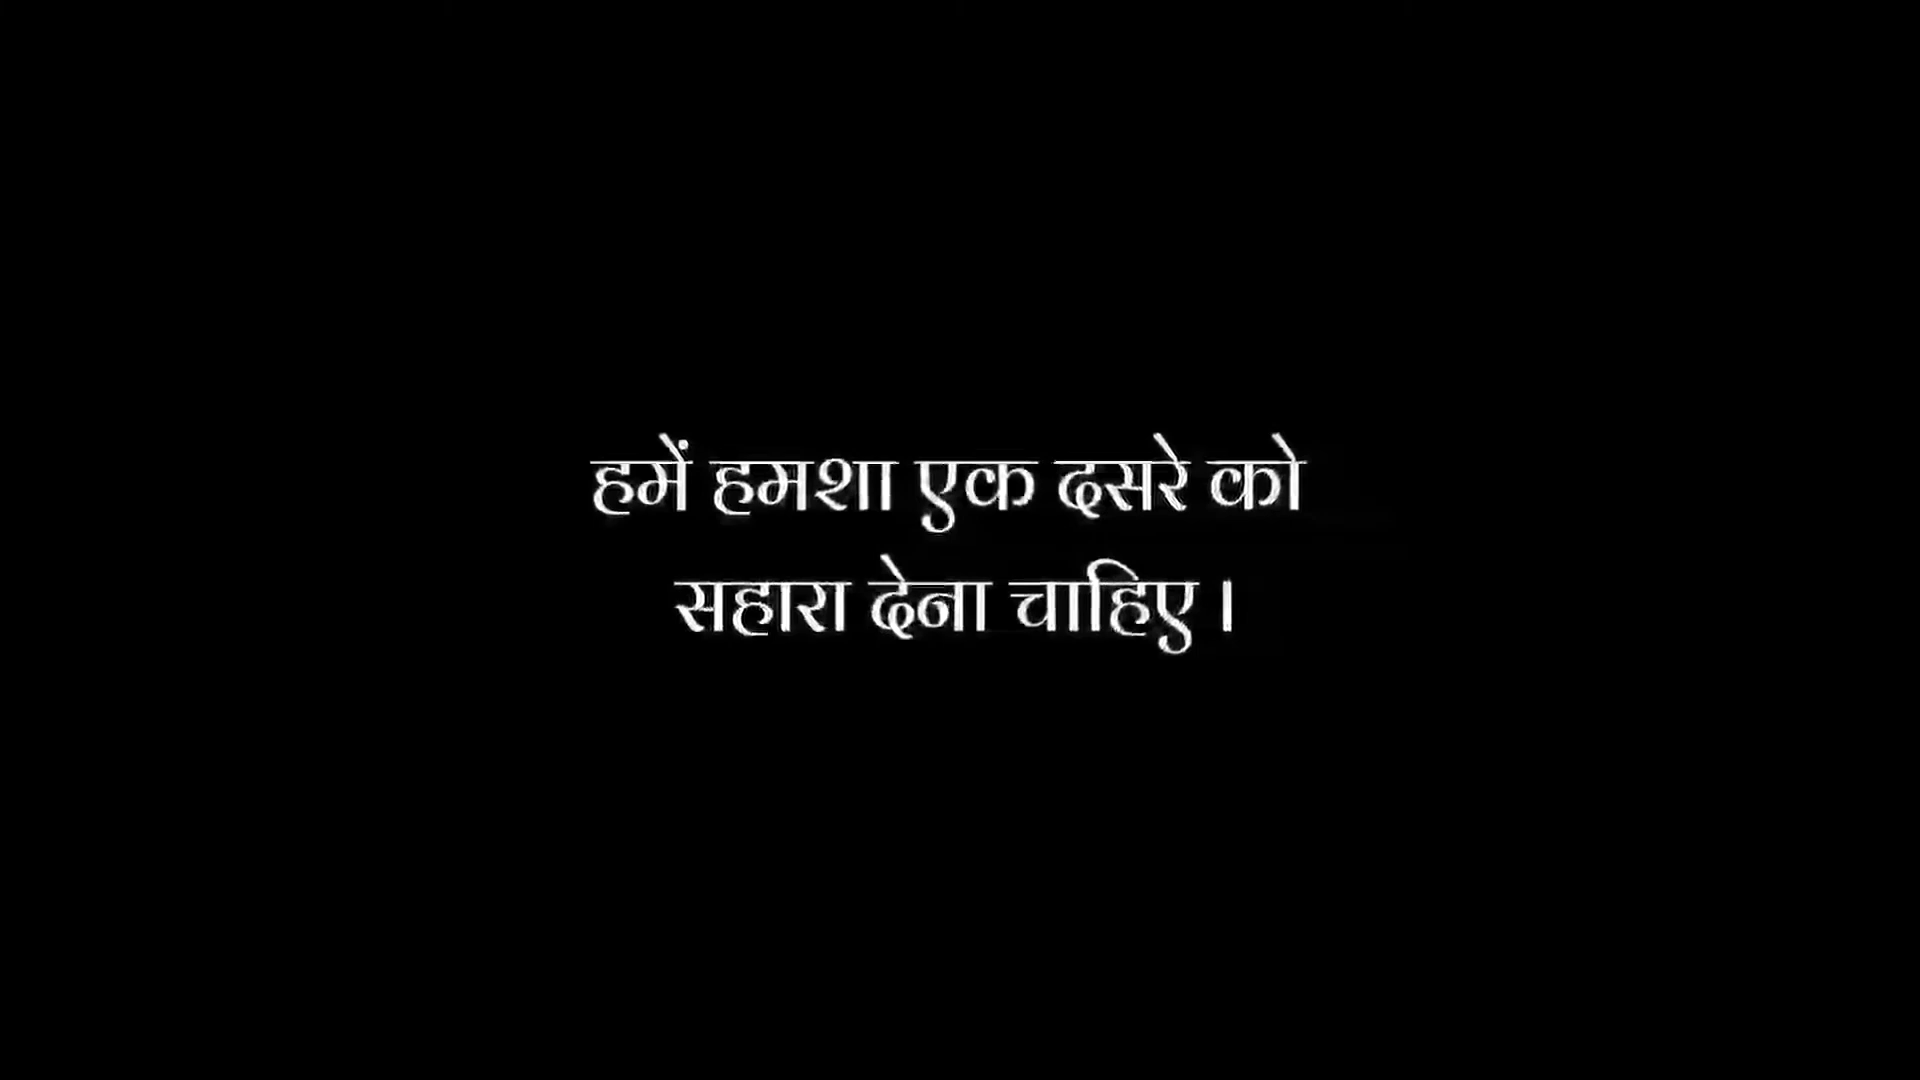 हमें हमशा एक दसरे को
सहारा देना चाहिए।